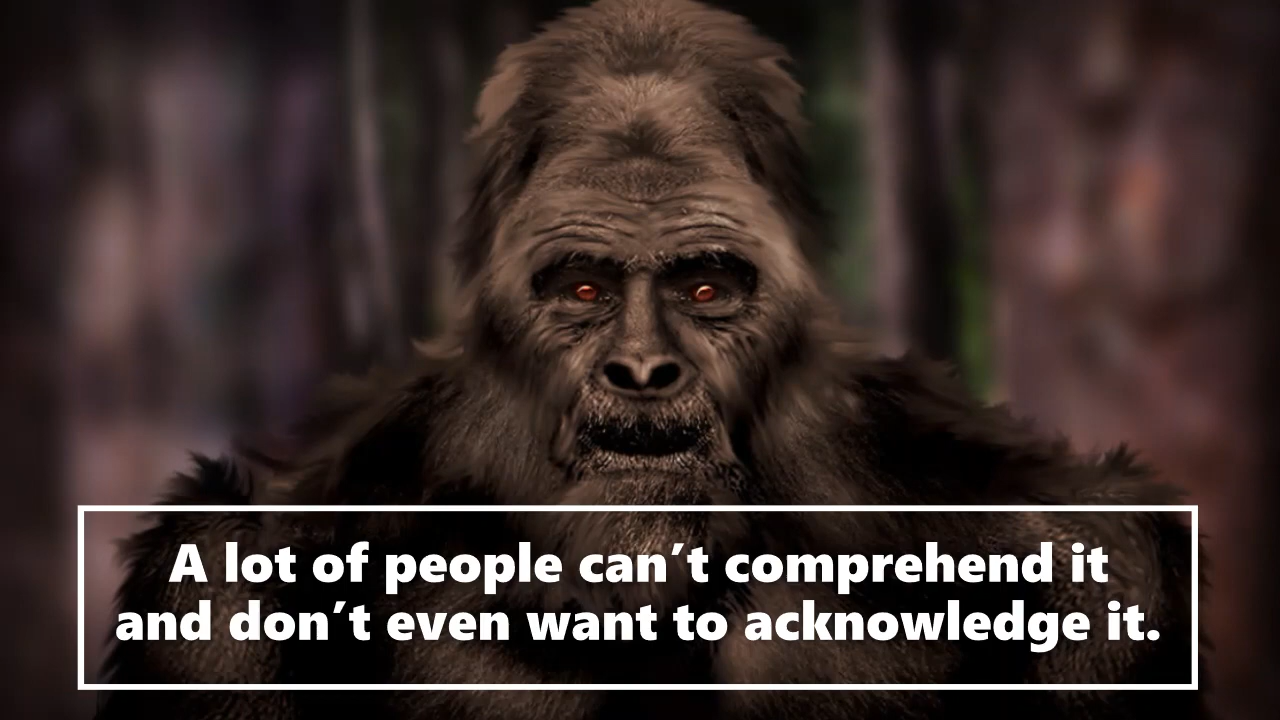 A lot of people can´t comprehend it
and don´t even want to acknowledge it.